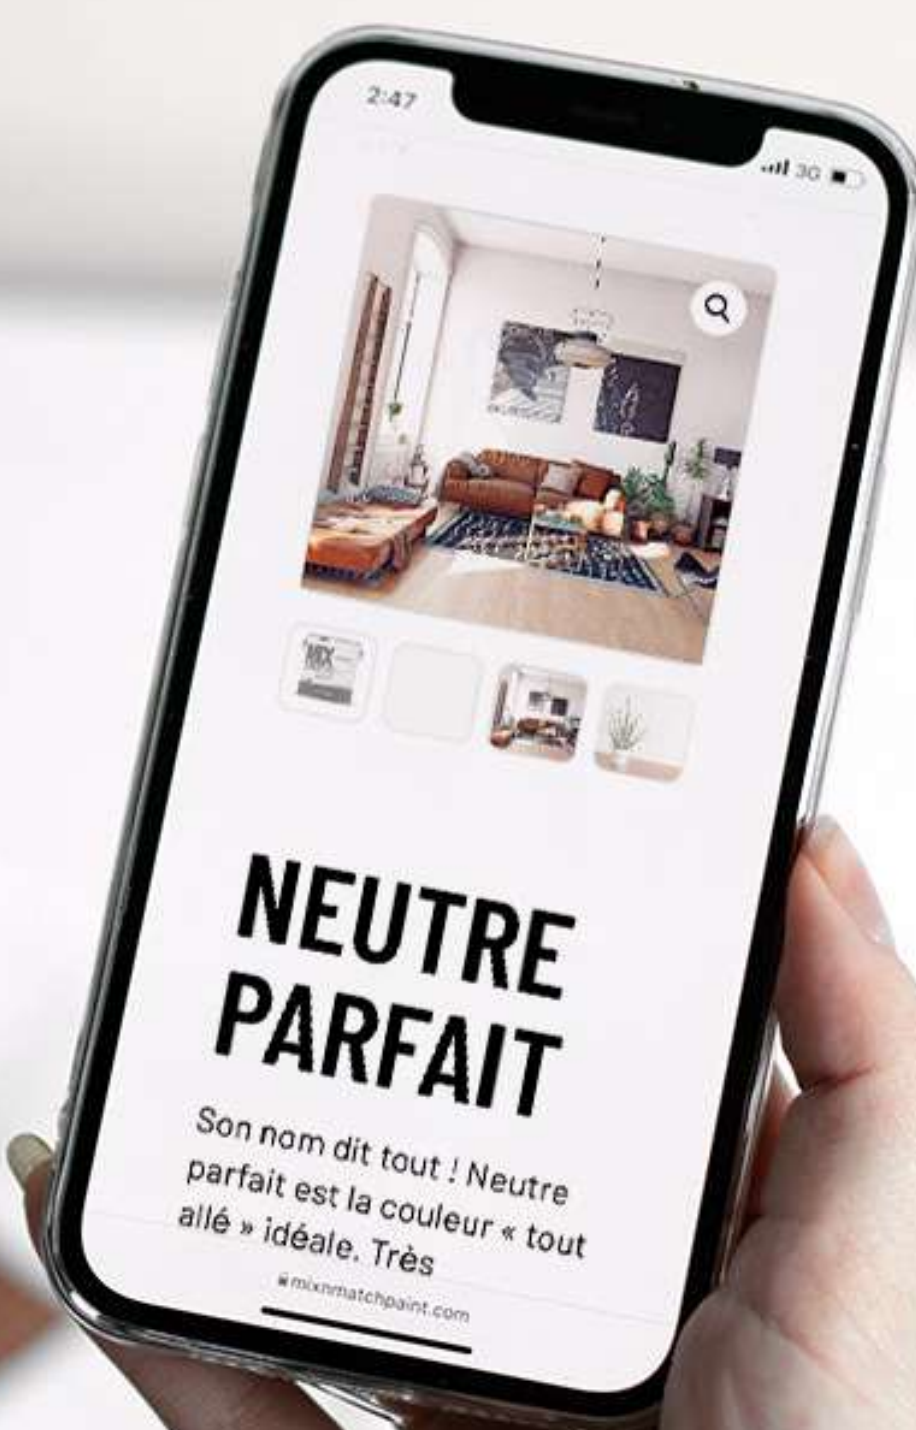 2:47
3G
MIX
NEUTRE
PARFAIT
Son nom dit tout ! Neutre
parfait est la couleur « tout
allé » idéale. Très
mixnmatchpaint.com